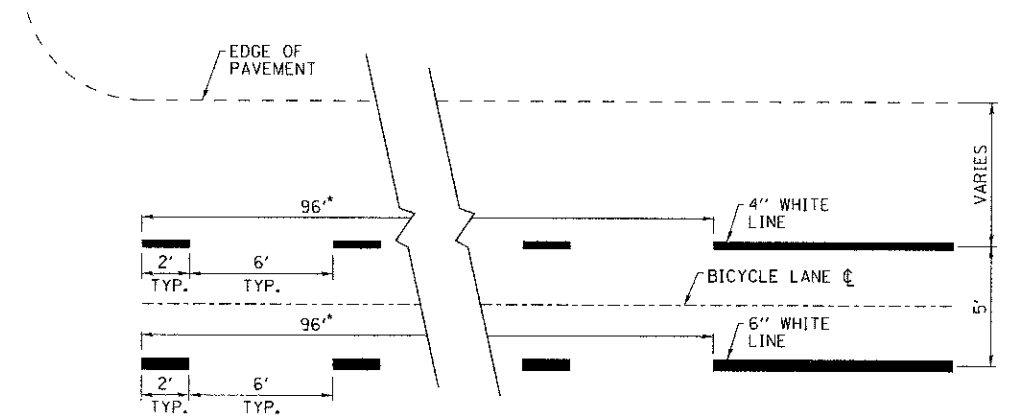 EDGE OF
PAVEMENT
VARIES
96'*
4" WHITE
LINE
2'
TYP.
6'
TYP.
BICYCLE LANE ℄
5'
96'*
6" WHITE
LINE
2'
TYP.
6'
TYP.